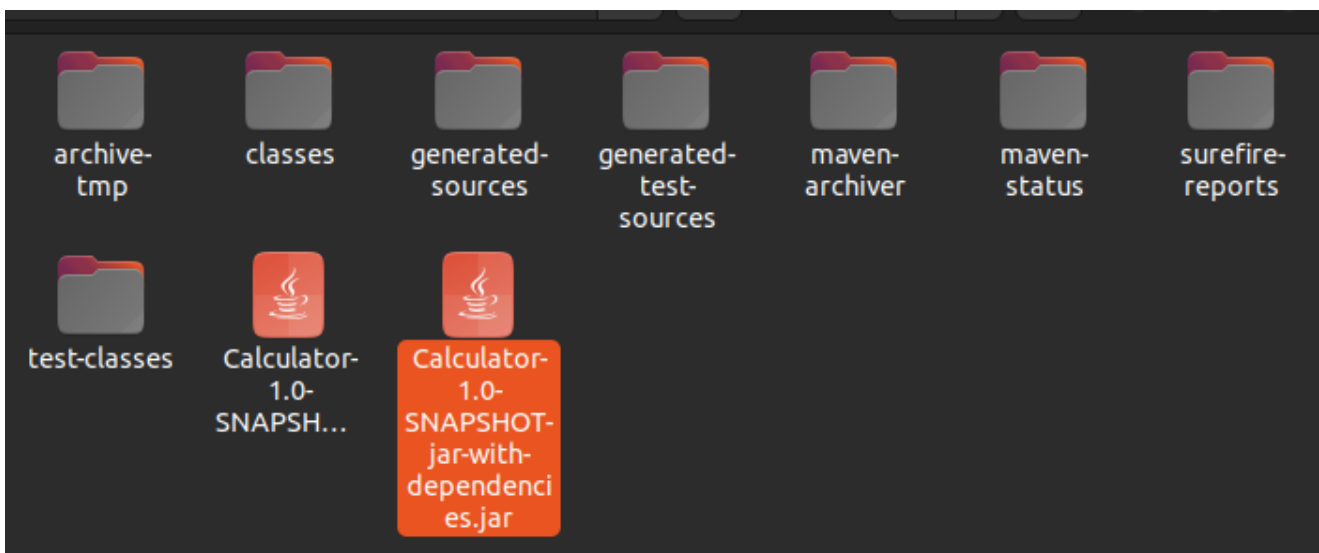 archive-
tmp
classes
generated-
sources
generated-
test-
sources
maven-
archiver
maven-
status
surefire-
reports
test-classes
Calculator-
1.0-
SNAPSH...
Calculator-
1.0-
SNAPSHOT-
jar-with-
dependenci
es.jar